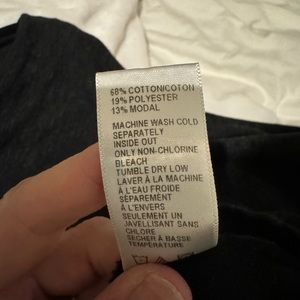 68% COTTON/COTON
19% POLYESTER
13% MODAL
MACHINE WASH COLD
SEPARATELY
INSIDE OUT
ONLY NON-CHLORINE
BLEACH
TUMBLE DRY LOW
LAVER À LA MACHINE
À L'EAU FROIDE
SÉPARÉMENT
À L'ENVERS
SEULEMENT UN
JAVELLISANT SANS
CHLORE
SÉCHER À BASSE
TEMPÉRATURE